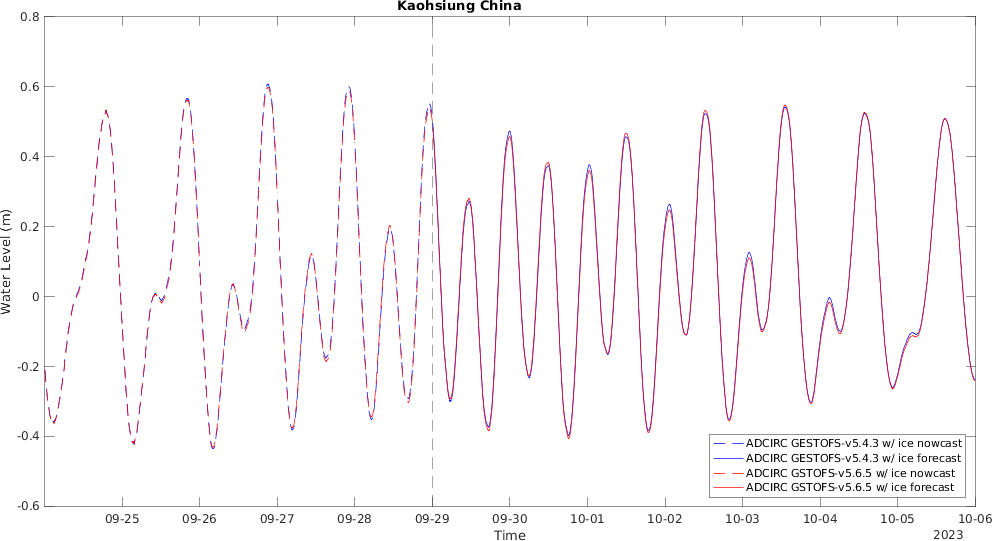 Kaohsiung China
0.8
0.6
0.4
0.2
0
-0.2
-0.4
-0.6
Water Level (m)
ADCIRC GESTOFS-v5.4.3 w/ ice nowcast
ADCIRC GESTOFS-v5.4.3 w/ ice forecast
ADCIRC GSTOFS-v5.6.5 w/ ice nowcast
ADCIRC GSTOFS-v5.6.5 w/ ice forecast
09-25 09-26 09-27 09-28 09-29 09-30 10-01 10-02 10-03 10-04 10-05 10-06
Time
2023